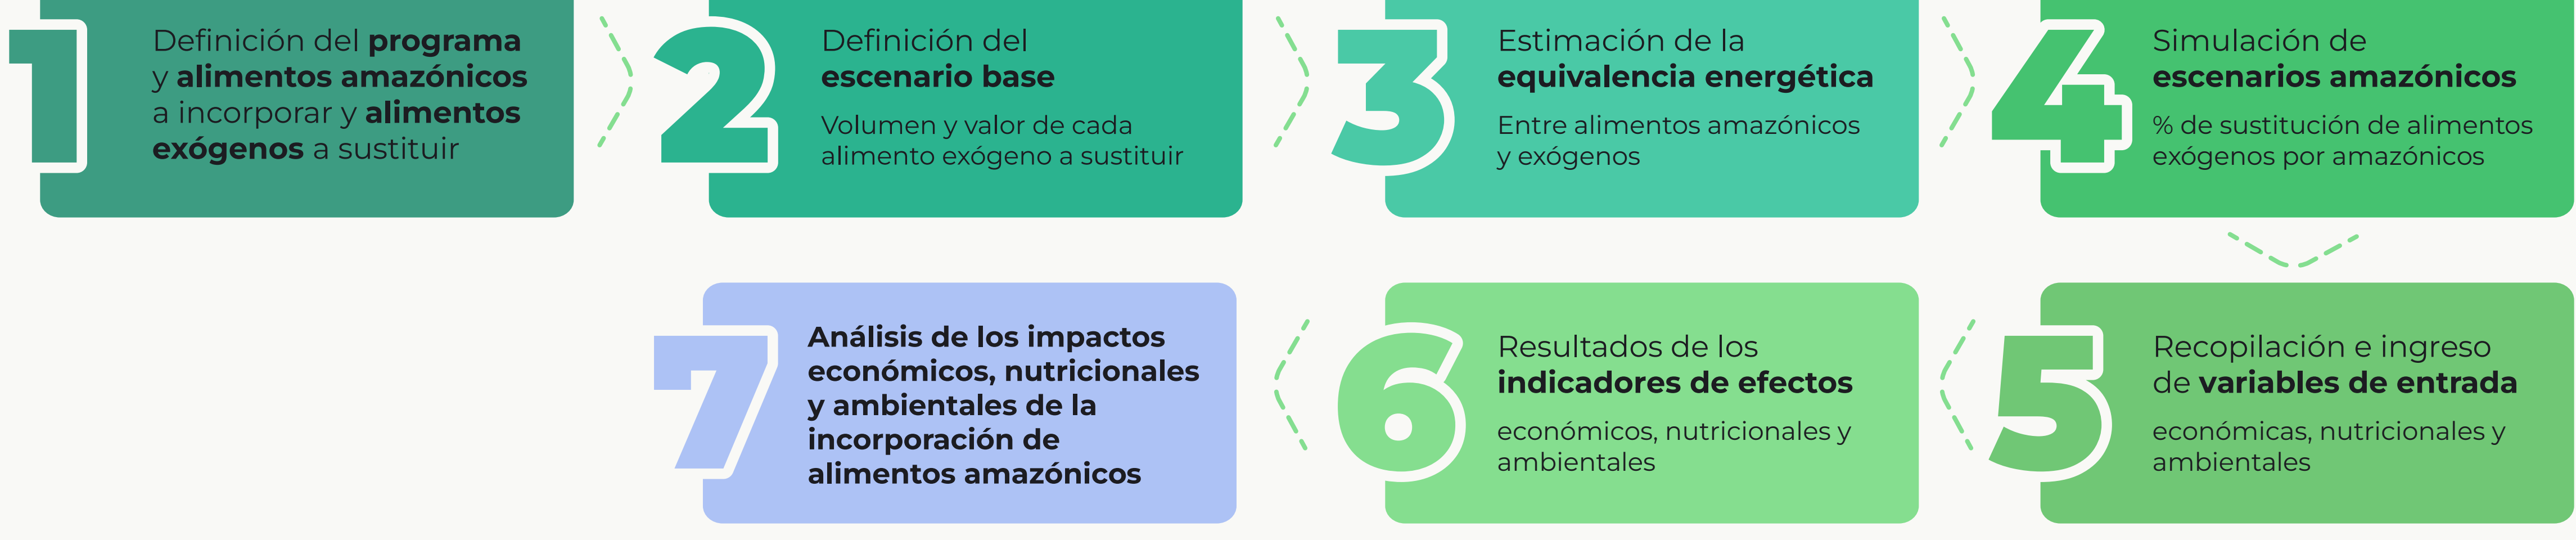 1
Definición del programa
y alimentos amazónicos
a incorporar y alimentos
exógenos a sustituir
2
Definición del
escenario base
Volumen y valor de cada
alimento exógeno a sustituir
3
Estimación de la
equivalencia energética
Entre alimentos amazónicos
y exógenos
4
Simulación de
escenarios amazónicos
% de sustitución de alimentos
exógenos por amazónicos
5
Recopilación e ingreso
de variables de entrada
económicas, nutricionales y
ambientales
6
Resultados de los
indicadores de efectos
económicos, nutricionales y
ambientales
7
Análisis de los impactos
económicos, nutricionales
y ambientales de la
incorporación de
alimentos amazónicos